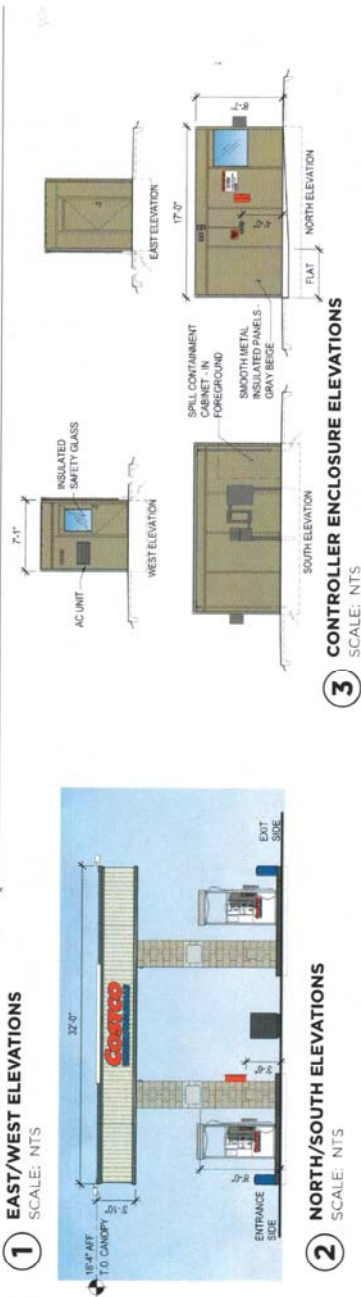 1 EAST/WEST ELEVATIONS
SCALE: NTS
18'4" AFF
T.O. CANOPY
3'-10"
32'-0"
COSTCO
ENTRANCE
SIDE
3'-6"
EXIT
SIDE
2 NORTH/SOUTH ELEVATIONS
SCALE: NTS
7'-1"
AC UNIT
INSULATED
SAFETY GLASS
WEST ELEVATION
EAST ELEVATION
SPILL CONTAINMENT
CABINET - IN
FOREGROUND
SMOOTH METAL
INSULATED PANELS -
GRAY BEIGE
SOUTH ELEVATION
17'-0"
FLAT
NORTH ELEVATION
3 CONTROLLER ENCLOSURE ELEVATIONS
SCALE: NTS